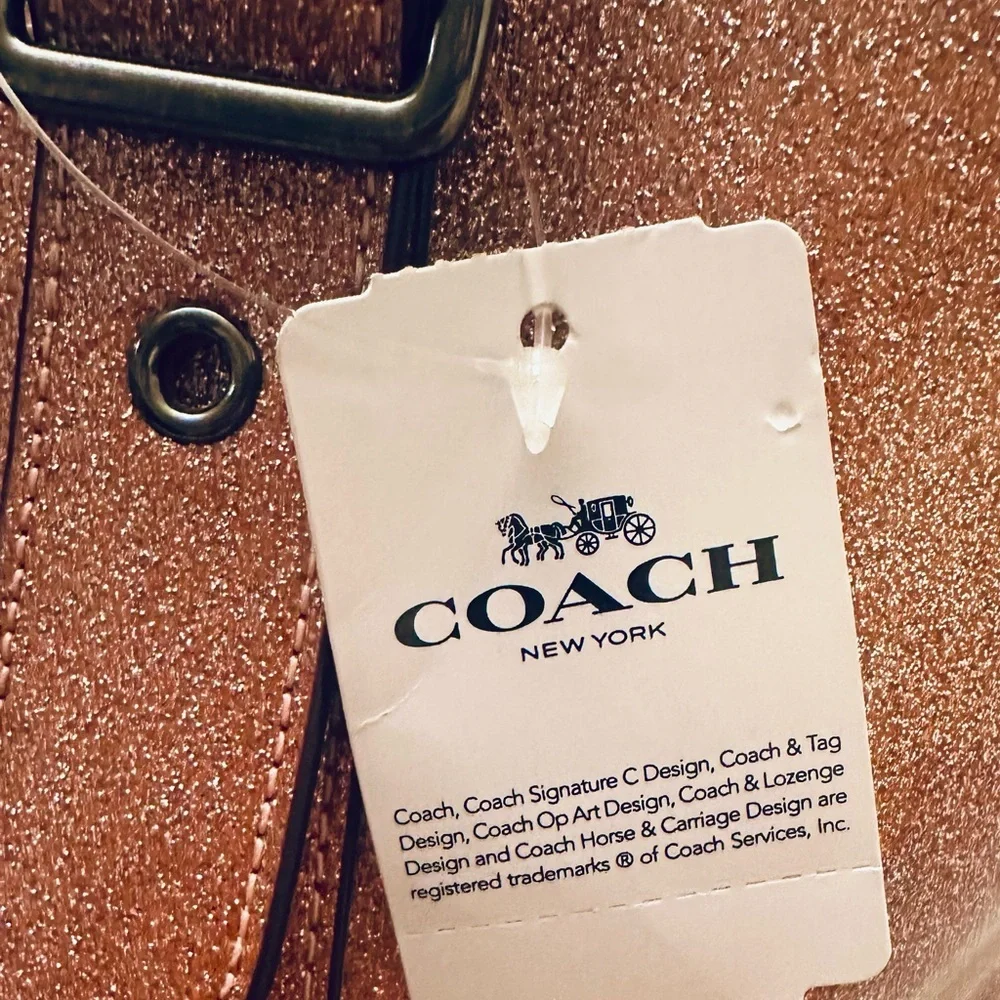 COACH
NEW YORK
Coach, Coach Signature C Design, Coach & Tag
Design, Coach Op Art Design, Coach & Lozenge
Design and Coach Horse & Carriage Design are
registered trademarks ® of Coach Services, Inc.